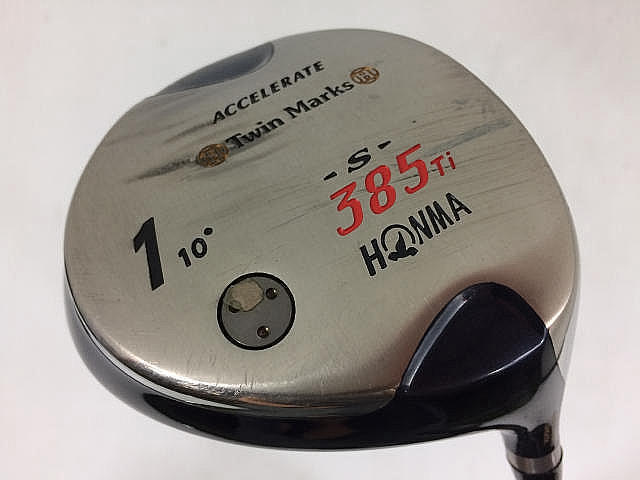 ACCELERATE
Twin Marks
-S-
385Ti
HONMA
1 10°